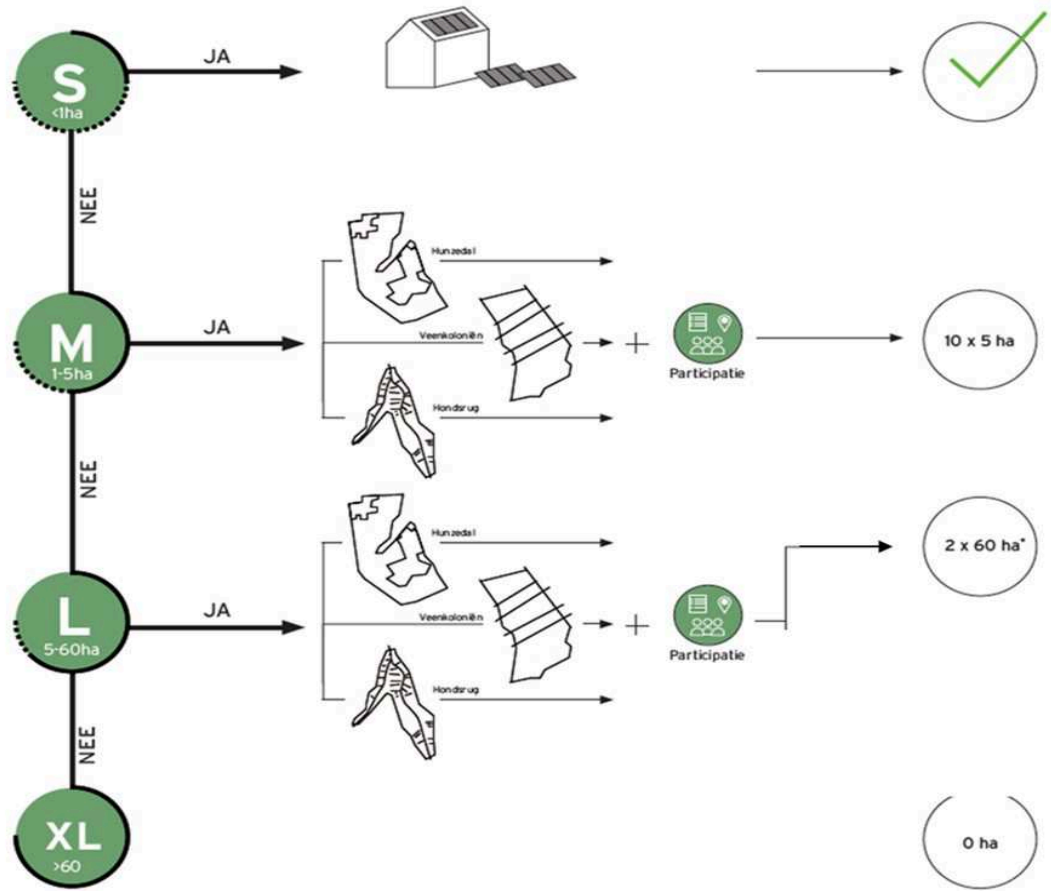 S
<1ha
JA
NEE
M
1-5ha
JA
Hunzedal
Veenkoloniën
Hondsrug
+
Participatie
10 x 5 ha
NEE
L
5-60ha
JA
Hunzedal
Veenkoloniën
Hondsrug
+
Participatie
2 x 60 ha*
NEE
XL
>60
0 ha